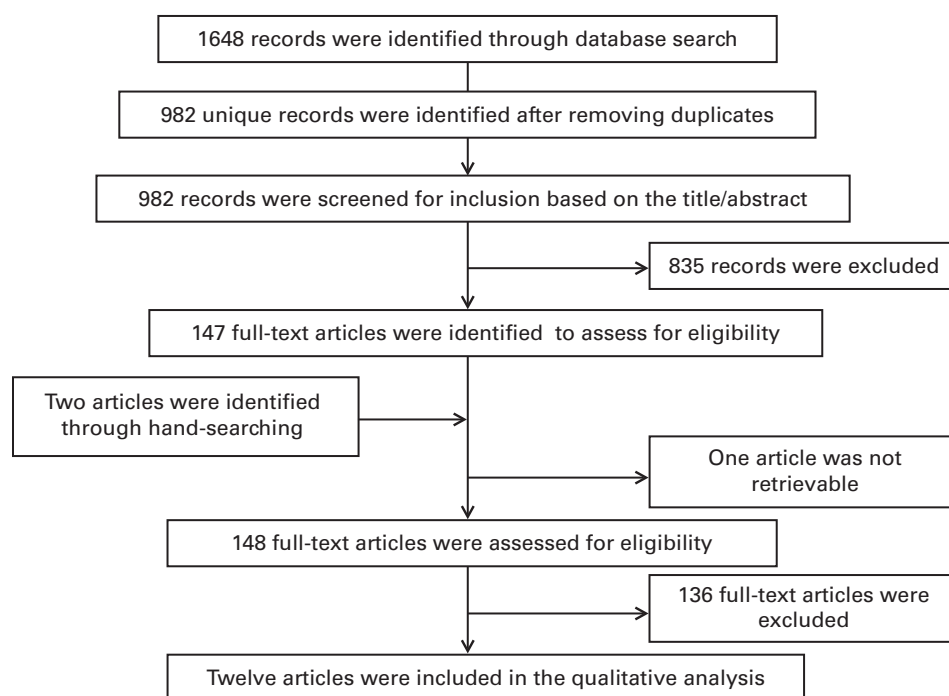 1648 records were identified through database search
982 unique records were identified after removing duplicates
982 records were screened for inclusion based on the title/abstract
835 records were excluded
147 full-text articles were identified to assess for eligibility
Two articles were identified
through hand-searching
One article was not
retrievable
148 full-text articles were assessed for eligibility
136 full-text articles were
excluded
Twelve articles were included in the qualitative analysis